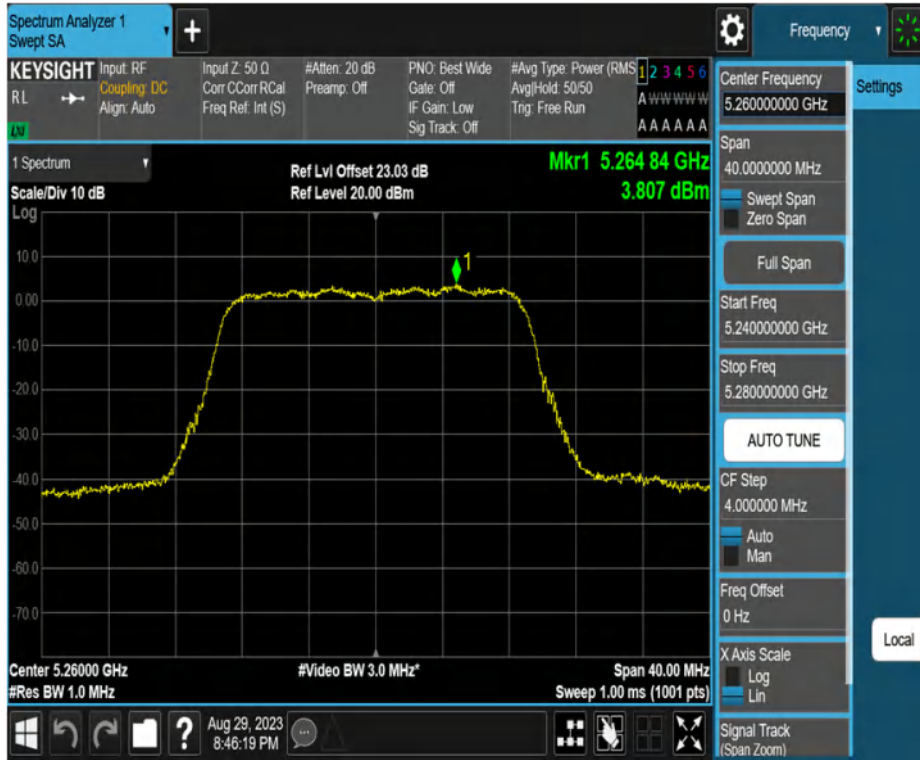 Spectrum Analyzer 1
Swept SA
Frequency
KEYSIGHT
Input: RF
Coupling: DC
Align: Auto
Input Z: 50 Ω
Corr CCorr RCal
Freq Ref: Int (S)
#Atten: 20 dB
Preamp: Off
PNO: Best Wide
Gate: Off
IF Gain: Low
Sig Track: Off
#Avg Type: Power (RMS
Avg|Hold: 50/50
Trig: Free Run
1 2 3 4 5 6
A W W W W W
A A A A A A
R L
LXI
1 Spectrum
Scale/Div 10 dB
Log
Ref Lvl Offset 23.03 dB
Ref Level 20.00 dBm
Mkr1 5.264 84 GHz
3.807 dBm
1
10.0
0.00
-10.0
-20.0
-30.0
-40.0
-50.0
-60.0
-70.0
Center 5.26000 GHz
#Res BW 1.0 MHz
#Video BW 3.0 MHz*
Span 40.00 MHz
Sweep 1.00 ms (1001 pts)
?
Aug 29, 2023
8:46:19 PM
Center Frequency
5.260000000 GHz
Span
40.0000000 MHz
Swept Span
Zero Span
Full Span
Start Freq
5.240000000 GHz
Stop Freq
5.280000000 GHz
AUTO TUNE
CF Step
4.000000 MHz
Auto
Man
Freq Offset
0 Hz
X Axis Scale
Log
Lin
Signal Track
(Span Zoom)
Settings
Local